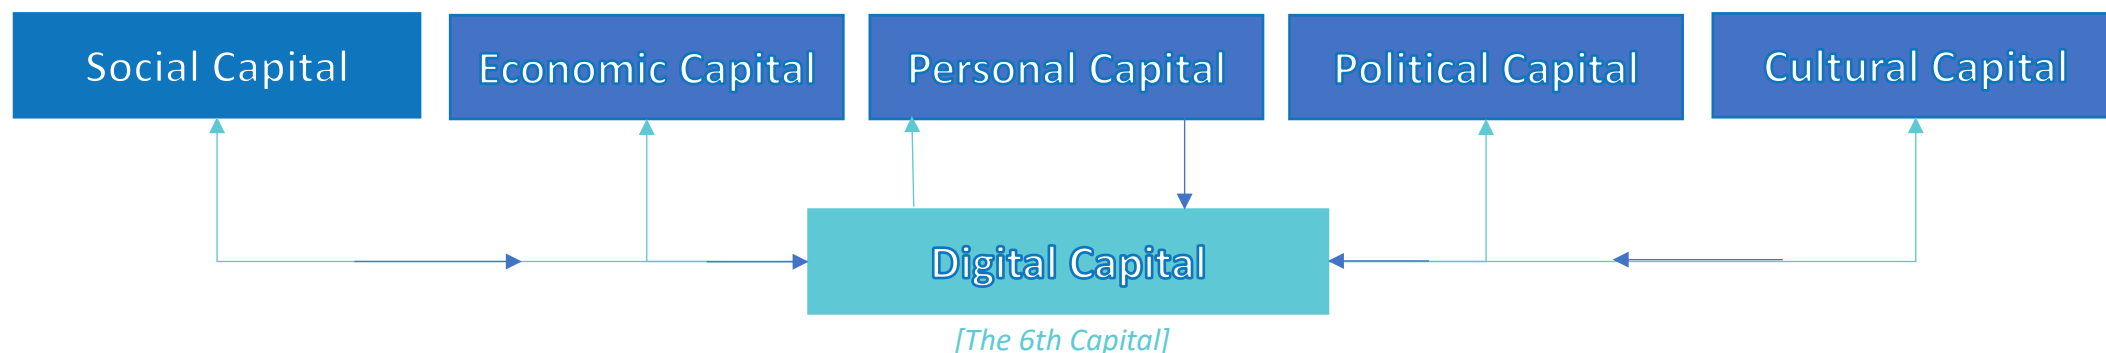 Social Capital
Economic Capital
Personal Capital
Political Capital
Cultural Capital
Digital Capital
[The 6th Capital]